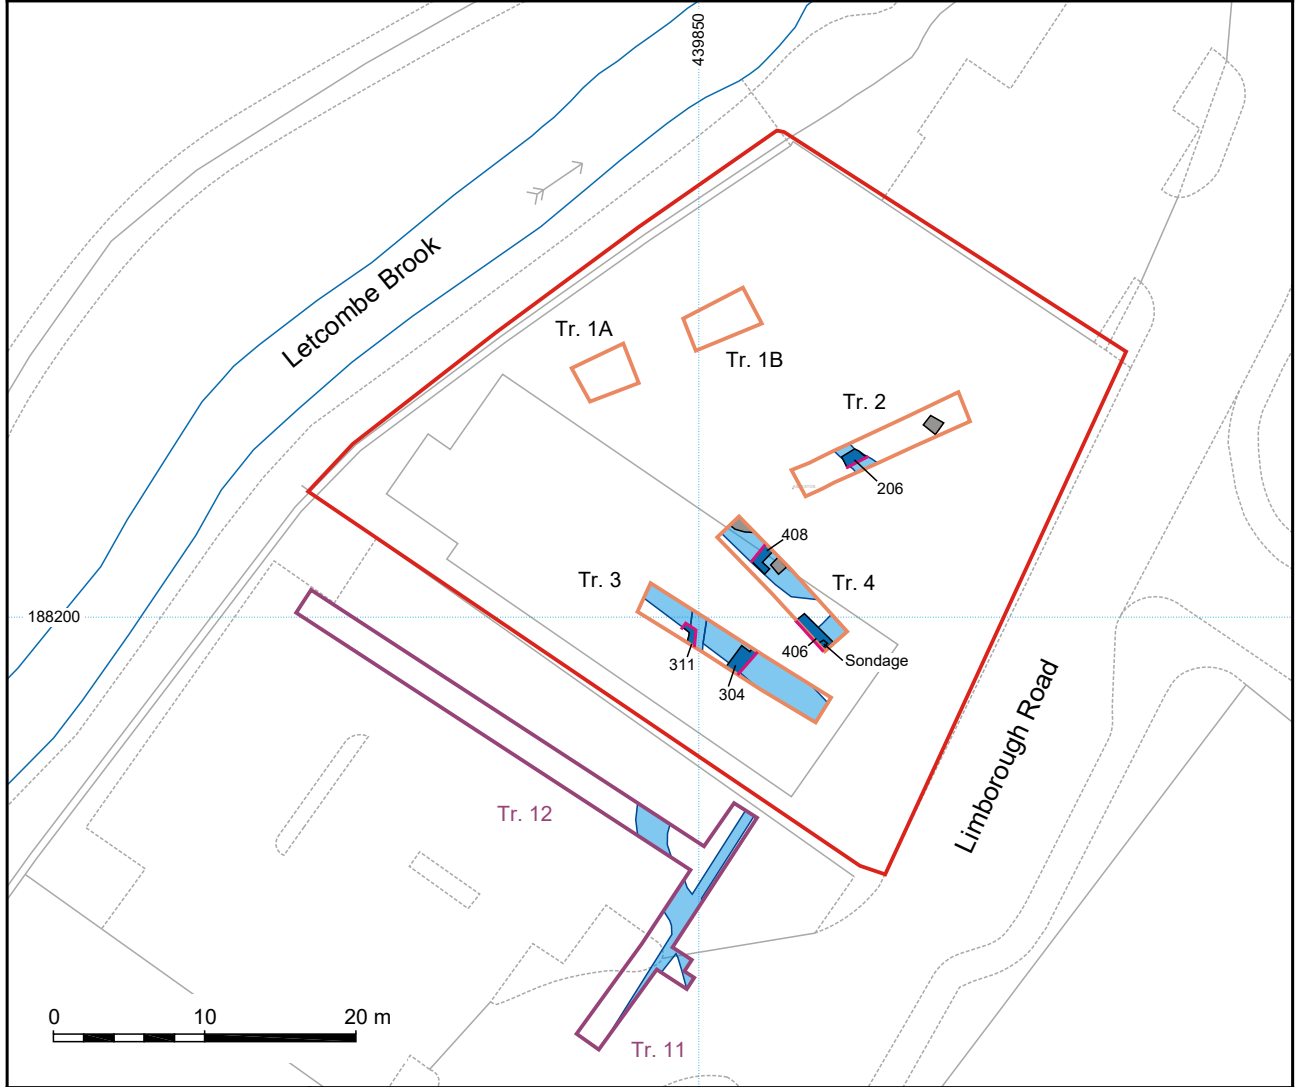 439850
Letcombe Brook
Tr. 1A
Tr. 1B
Tr. 2
206
408
Tr. 3
Tr. 4
188200
311
406
Sondage
304
Limborough Road
Tr. 12
0 10 20 m
Tr. 11